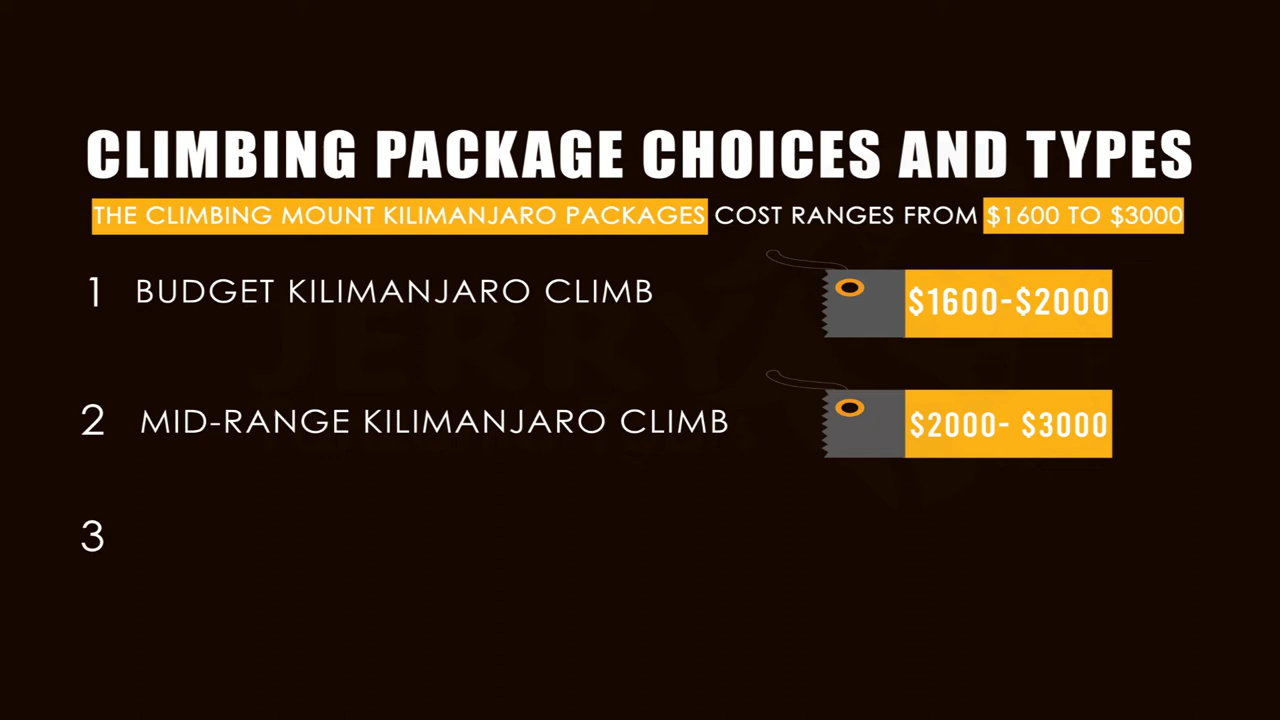 CLIMBING PACKAGE CHOICES AND TYPES
THE CLIMBING MOUNT KILIMANJARO PACKAGES COST RANGES FROM $1600 TO $3000
1 BUDGET KILIMANJARO CLIMB $1600-$2000
2 MID-RANGE KILIMANJARO CLIMB $2000- $3000
3